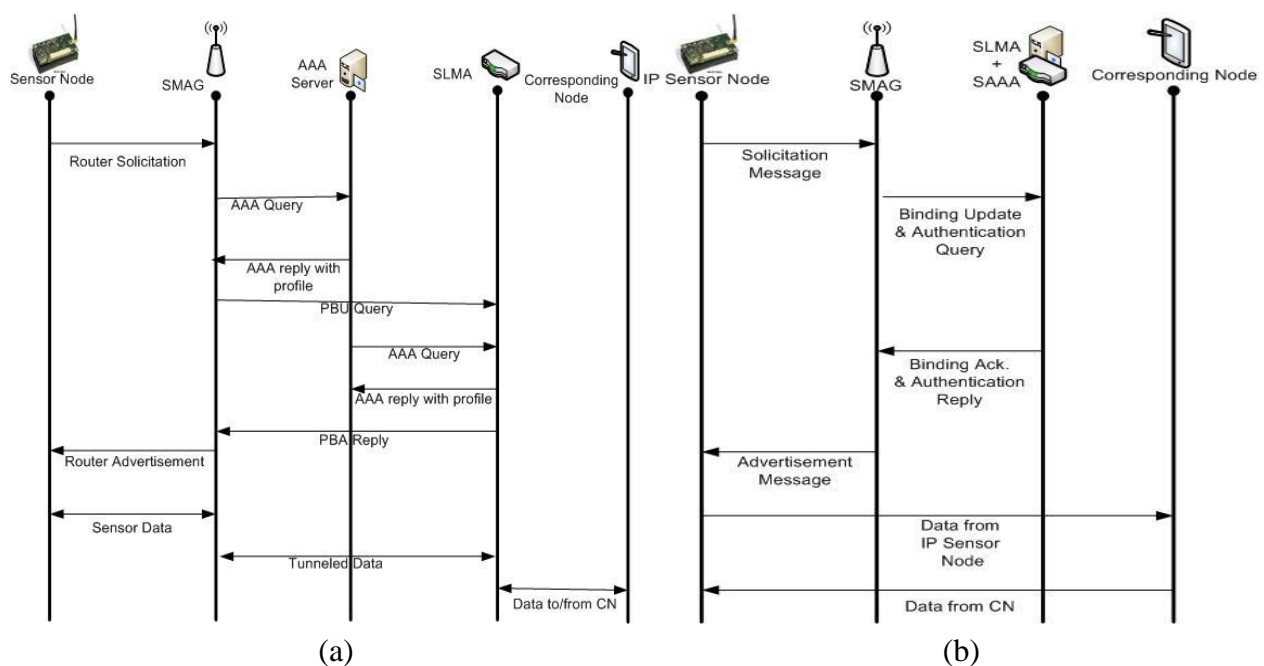 Sensor Node
SMAG
AAA
Server
SLMA
Corresponding
Node
Router Solicitation
AAA Query
AAA reply with
profile
PBU Query
AAA Query
AAA reply with profile
PBA Reply
Router Advertisement
Sensor Data
Tunneled Data
Data to/from CN
(a)
IP Sensor Node
SMAG
SLMA
+
SAAA
Corresponding Node
Solicitation
Message
Binding Update
& Authentication
Query
Binding Ack.
& Authentication
Reply
Advertisement
Message
Data from
IP Sensor
Node
Data from CN
(b)